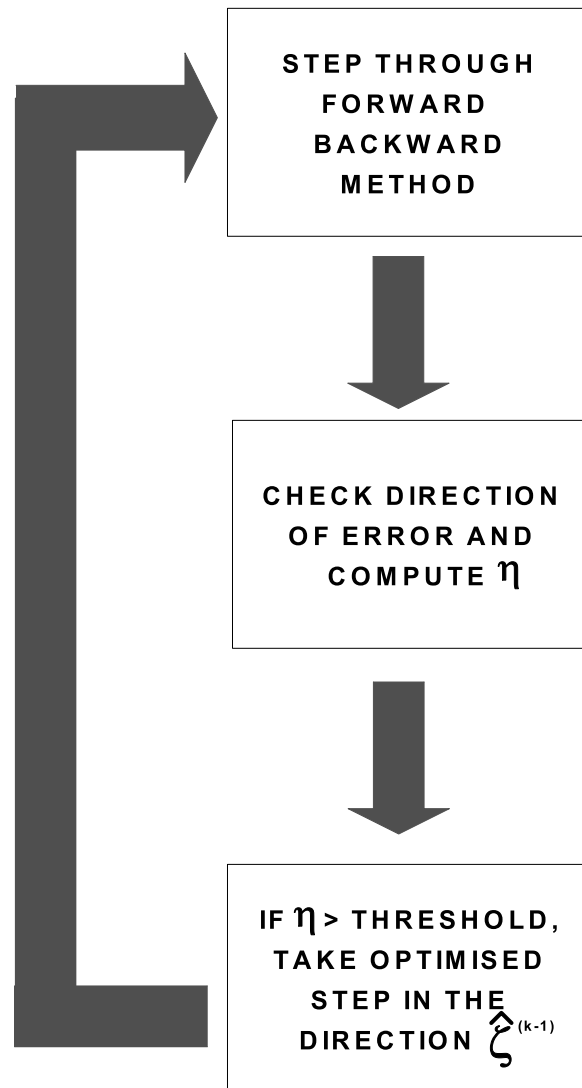 STEP THROUGH
FORWARD
BACKWARD
METHOD
CHECK DIRECTION
OF ERROR AND
COMPUTE η
IF η > THRESHOLD,
TAKE OPTIMISED
STEP IN THE
DIRECTION ζ̂^(k-1)